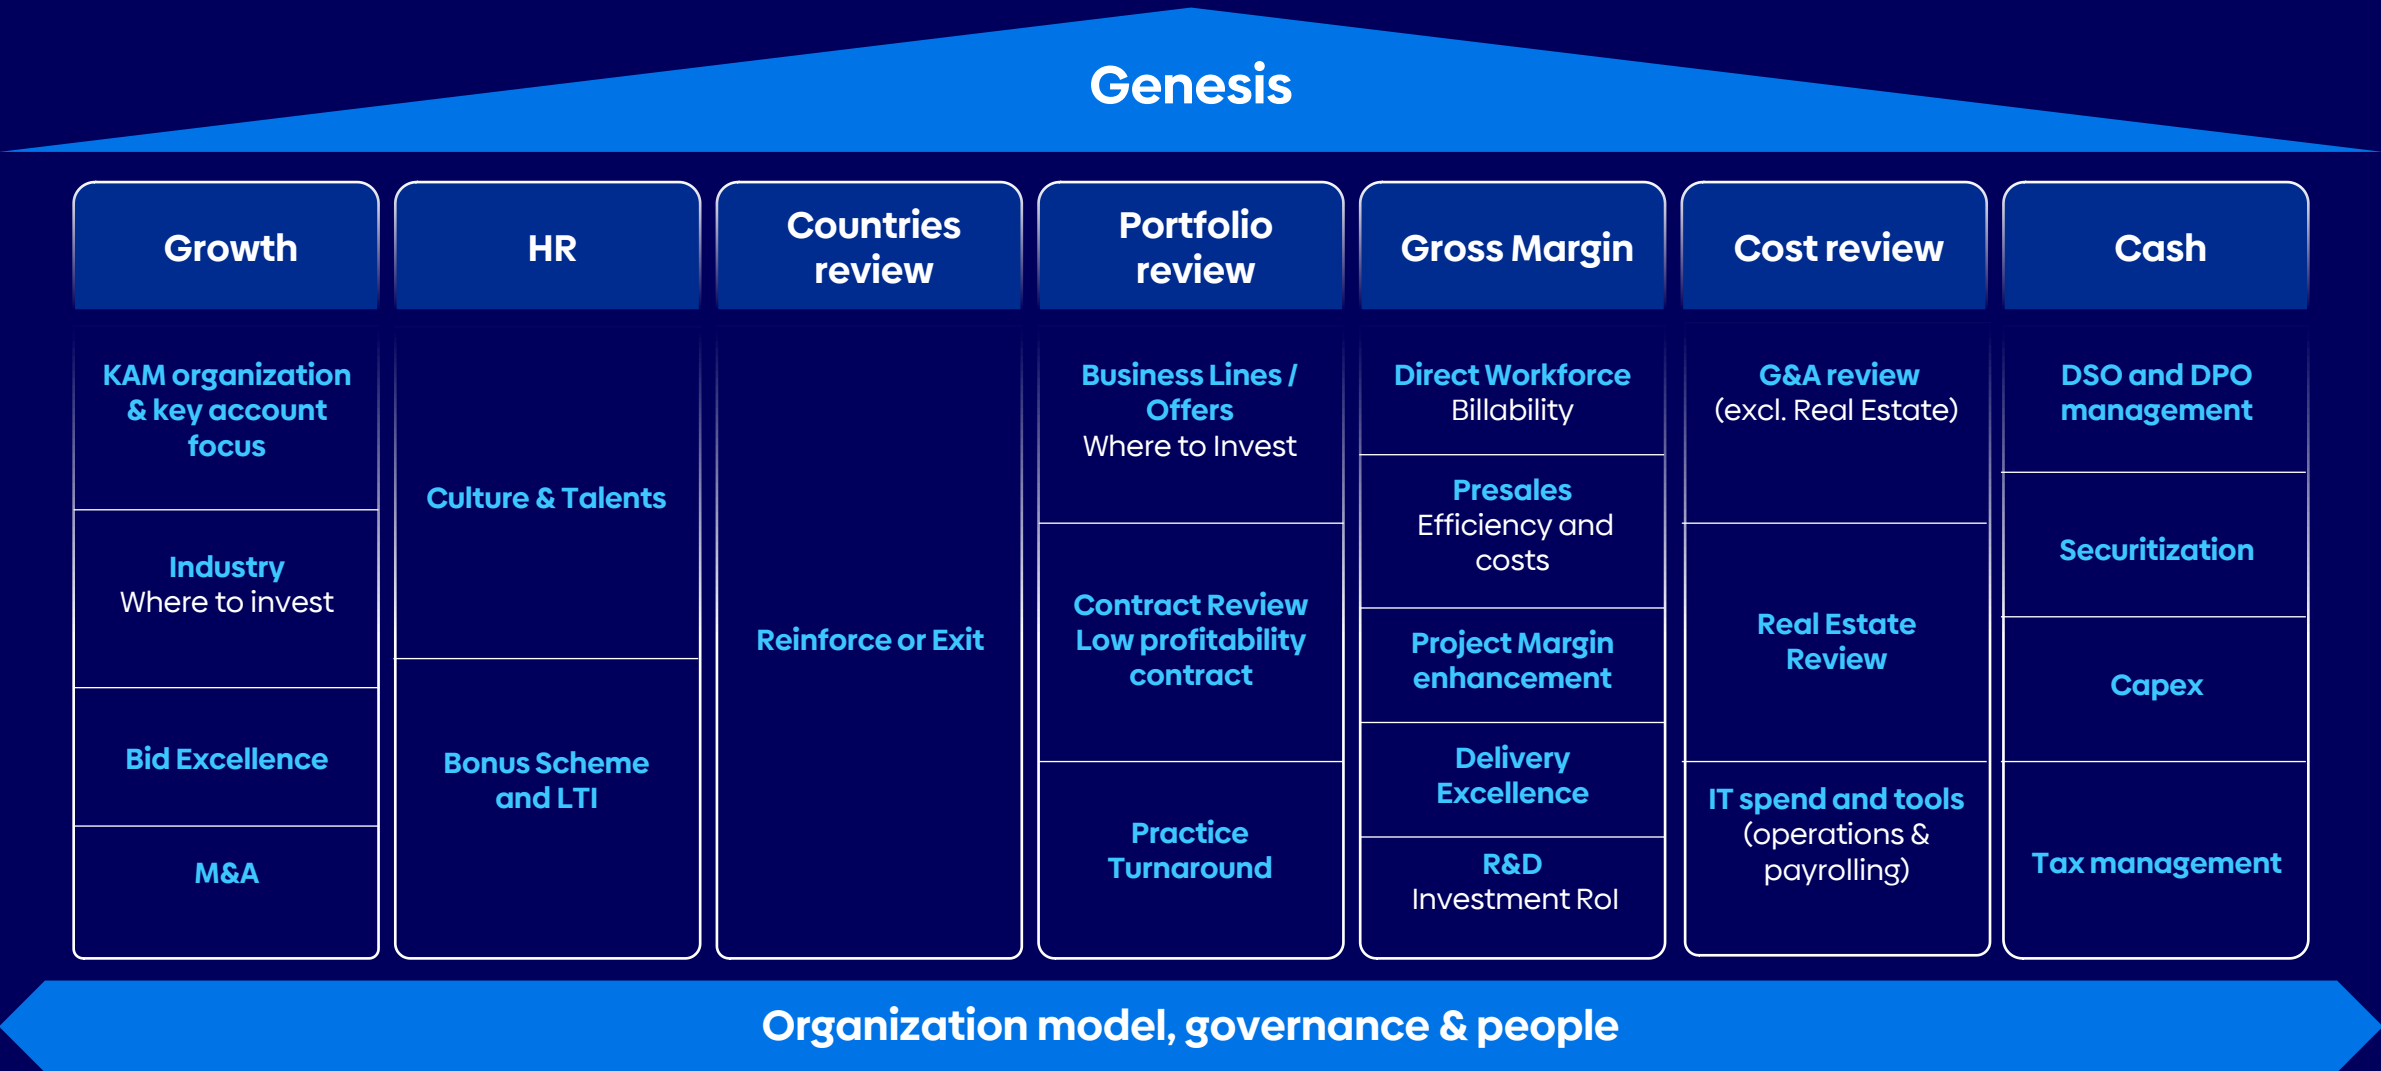 Genesis
Growth
HR
Countries
review
Portfolio
review
Gross Margin
Cost review
Cash
KAM organization
& key account
focus
Industry
Where to invest
Bid Excellence
M&A
Culture & Talents
Bonus Scheme
and LTI
Reinforce or Exit
Business Lines /
Offers
Where to Invest
Contract Review
Low profitability
contract
Practice
Turnaround
Direct Workforce
Billability
Presales
Efficiency and
costs
Project Margin
enhancement
Delivery
Excellence
R&D
Investment RoI
G&A review
(excl. Real Estate)
Real Estate
Review
IT spend and tools
(operations &
payrolling)
DSO and DPO
management
Securitization
Capex
Tax management
Organization model, governance & people